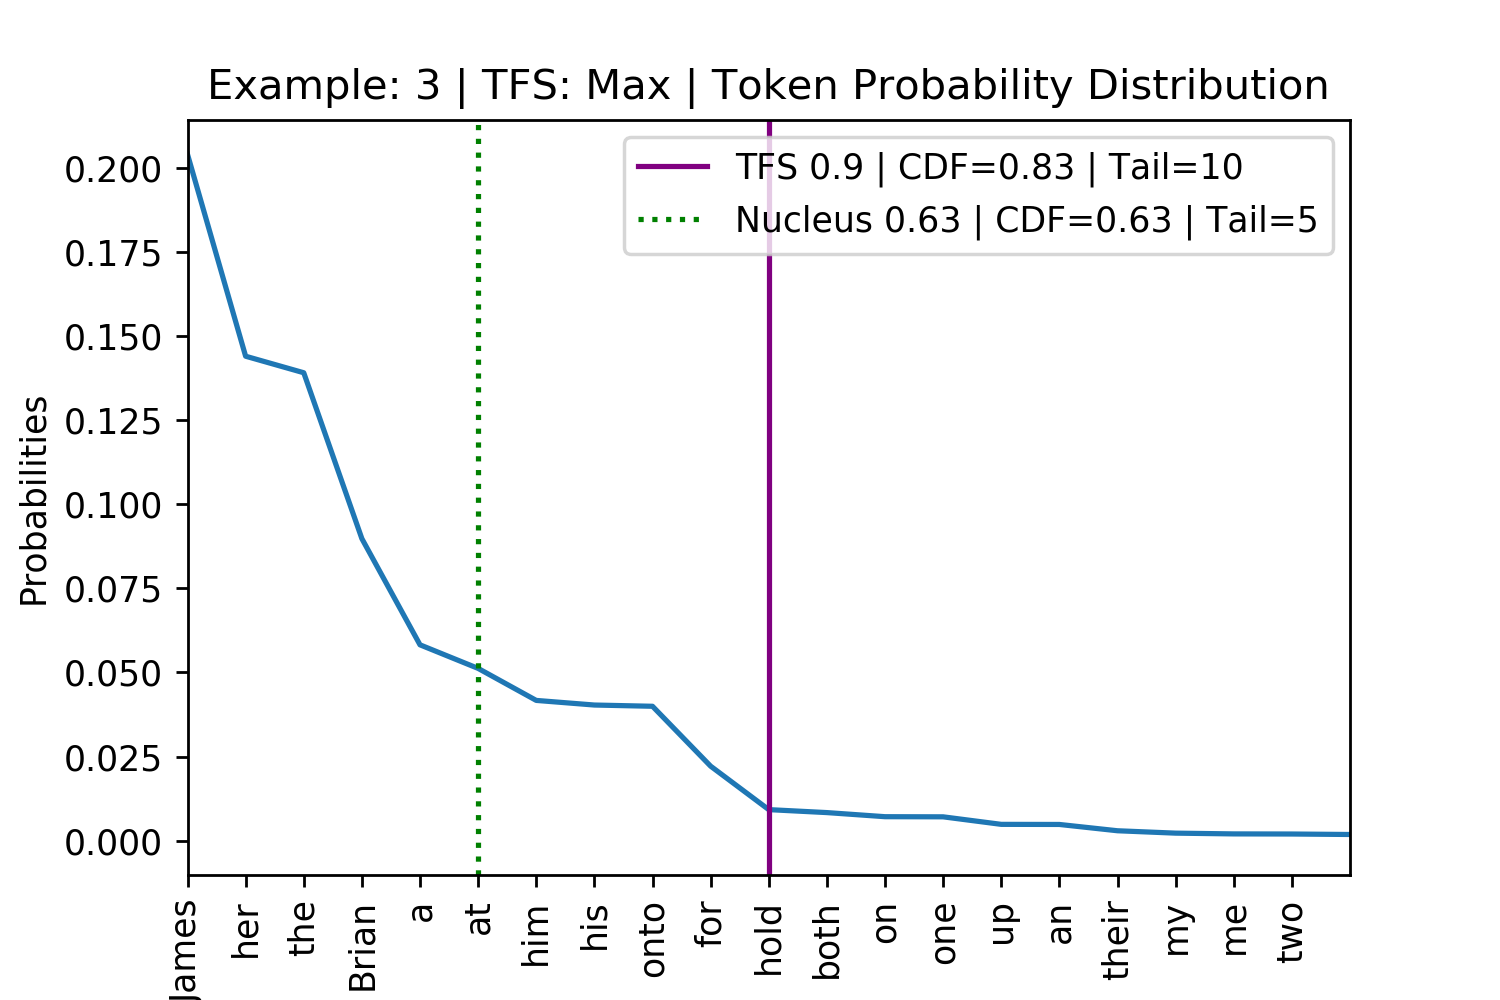 Example: 3 | TFS: Max | Token Probability Distribution
TFS 0.9 | CDF=0.83 | Tail=10
Nucleus 0.63 | CDF=0.63 | Tail=5
Probabilities
0.200
0.175
0.150
0.125
0.100
0.075
0.050
0.025
0.000
James
her
the
Brian
a
at
him
his
onto
for
hold
both
on
one
up
an
their
my
me
two